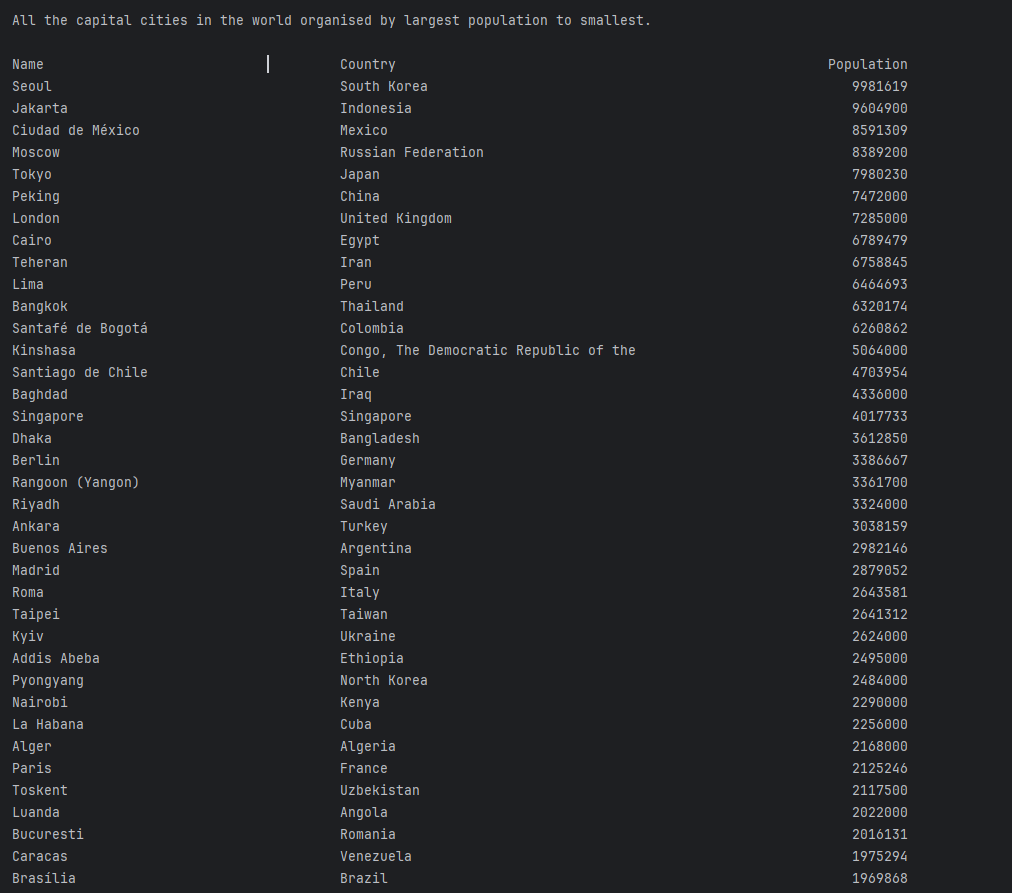 All the capital cities in the world organised by largest population to smallest.
Name Country Population
Seoul South Korea 9981619
Jakarta Indonesia 9604900
Ciudad de México Mexico 8591309
Moscow Russian Federation 8389200
Tokyo Japan 7980230
Peking China 7472000
London United Kingdom 7285000
Cairo Egypt 6789479
Teheran Iran 6758845
Lima Peru 6464693
Bangkok Thailand 6320174
Santafé de Bogotá Colombia 6260862
Kinshasa Congo, The Democratic Republic of the 5064000
Santiago de Chile Chile 4703954
Baghdad Iraq 4336000
Singapore Singapore 4017733
Dhaka Bangladesh 3612850
Berlin Germany 3386667
Rangoon (Yangon) Myanmar 3361700
Riyadh Saudi Arabia 3324000
Ankara Turkey 3038159
Buenos Aires Argentina 2982146
Madrid Spain 2879052
Roma Italy 2643581
Taipei Taiwan 2641312
Kyiv Ukraine 2624000
Addis Abeba Ethiopia 2495000
Pyongyang North Korea 2484000
Nairobi Kenya 2290000
La Habana Cuba 2256000
Alger Algeria 2168000
Paris France 2125246
Toskent Uzbekistan 2117500
Luanda Angola 2022000
Bucuresti Romania 2016131
Caracas Venezuela 1975294
Brasília Brazil 1969868